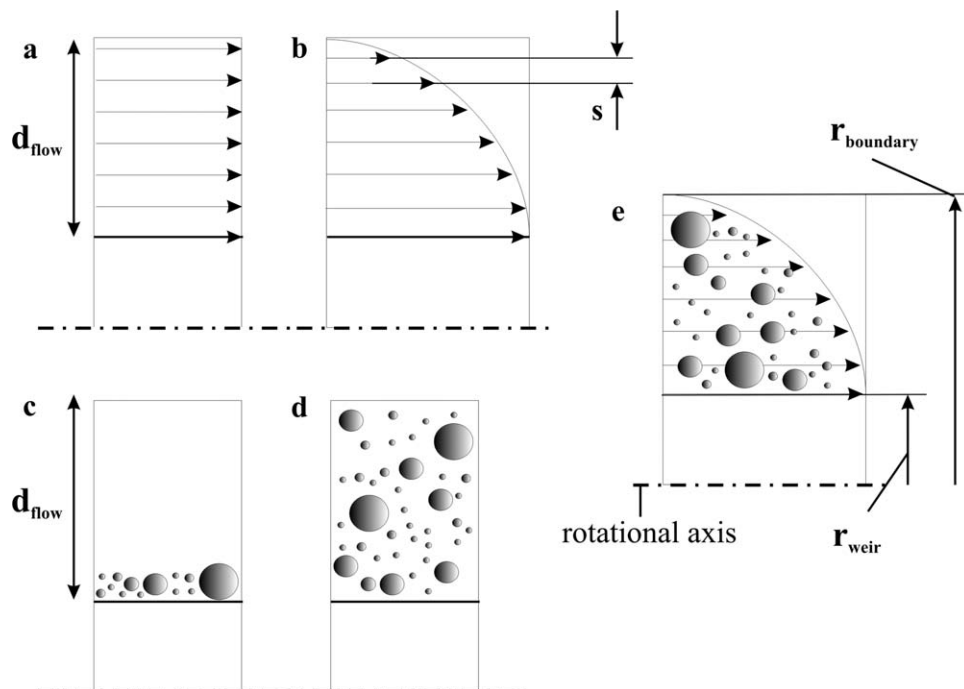 a
b
d_flow
s
r_boundary
e
c
d
d_flow
rotational axis
r_weir